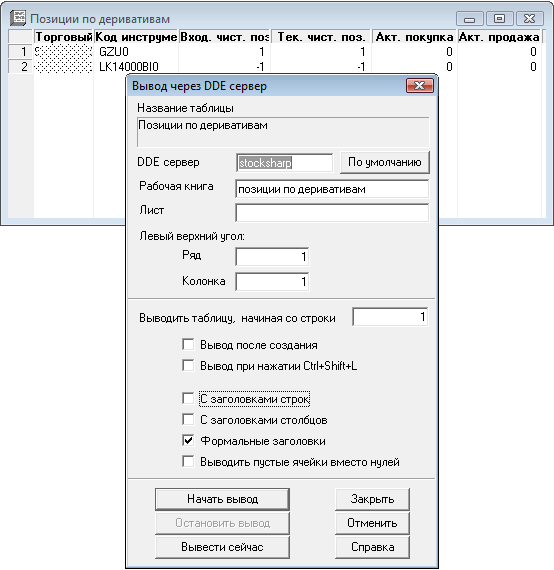 Позиции по деривативам
Торговый Код инструме Вход. чист. поз Тек. чист. поз. Акт. покупка Акт. продажа
1 GZU0 1 1 0 0
2 LK14000BI0 -1 -1 0 0
Вывод через DDE сервер
Название таблицы
Позиции по деривативам
DDE сервер stocksharp По умолчанию
Рабочая книга позиции по деривативам
Лист
Левый верхний угол:
Ряд 1
Колонка 1
Выводить таблицу, начиная со строки 1
Вывод после создания
Вывод при нажатии Ctrl+Shift+L
С заголовками строк
С заголовками столбцов
Формальные заголовки
Выводить пустые ячейки вместо нулей
Начать вывод Закрыть
Остановить вывод Отменить
Вывести сейчас Справка